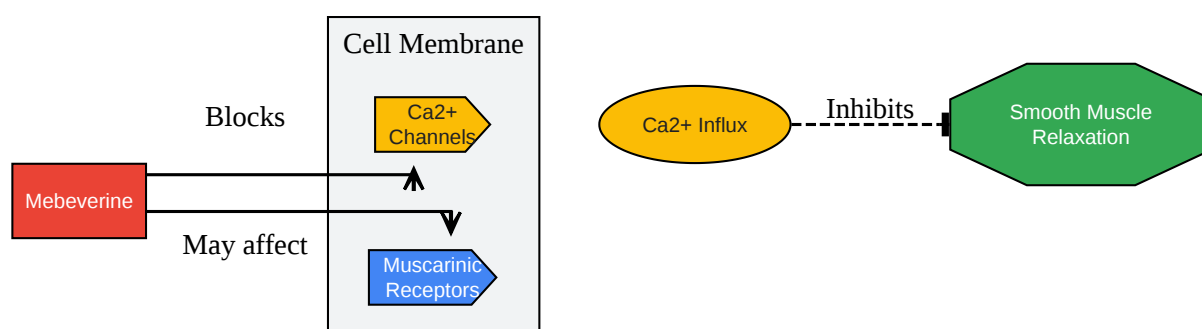 Cell Membrane
Blocks
Ca2+
Channels
Mebeverine
May affect
Muscarinic
Receptors
Ca2+ Influx
Inhibits
Smooth Muscle
Relaxation